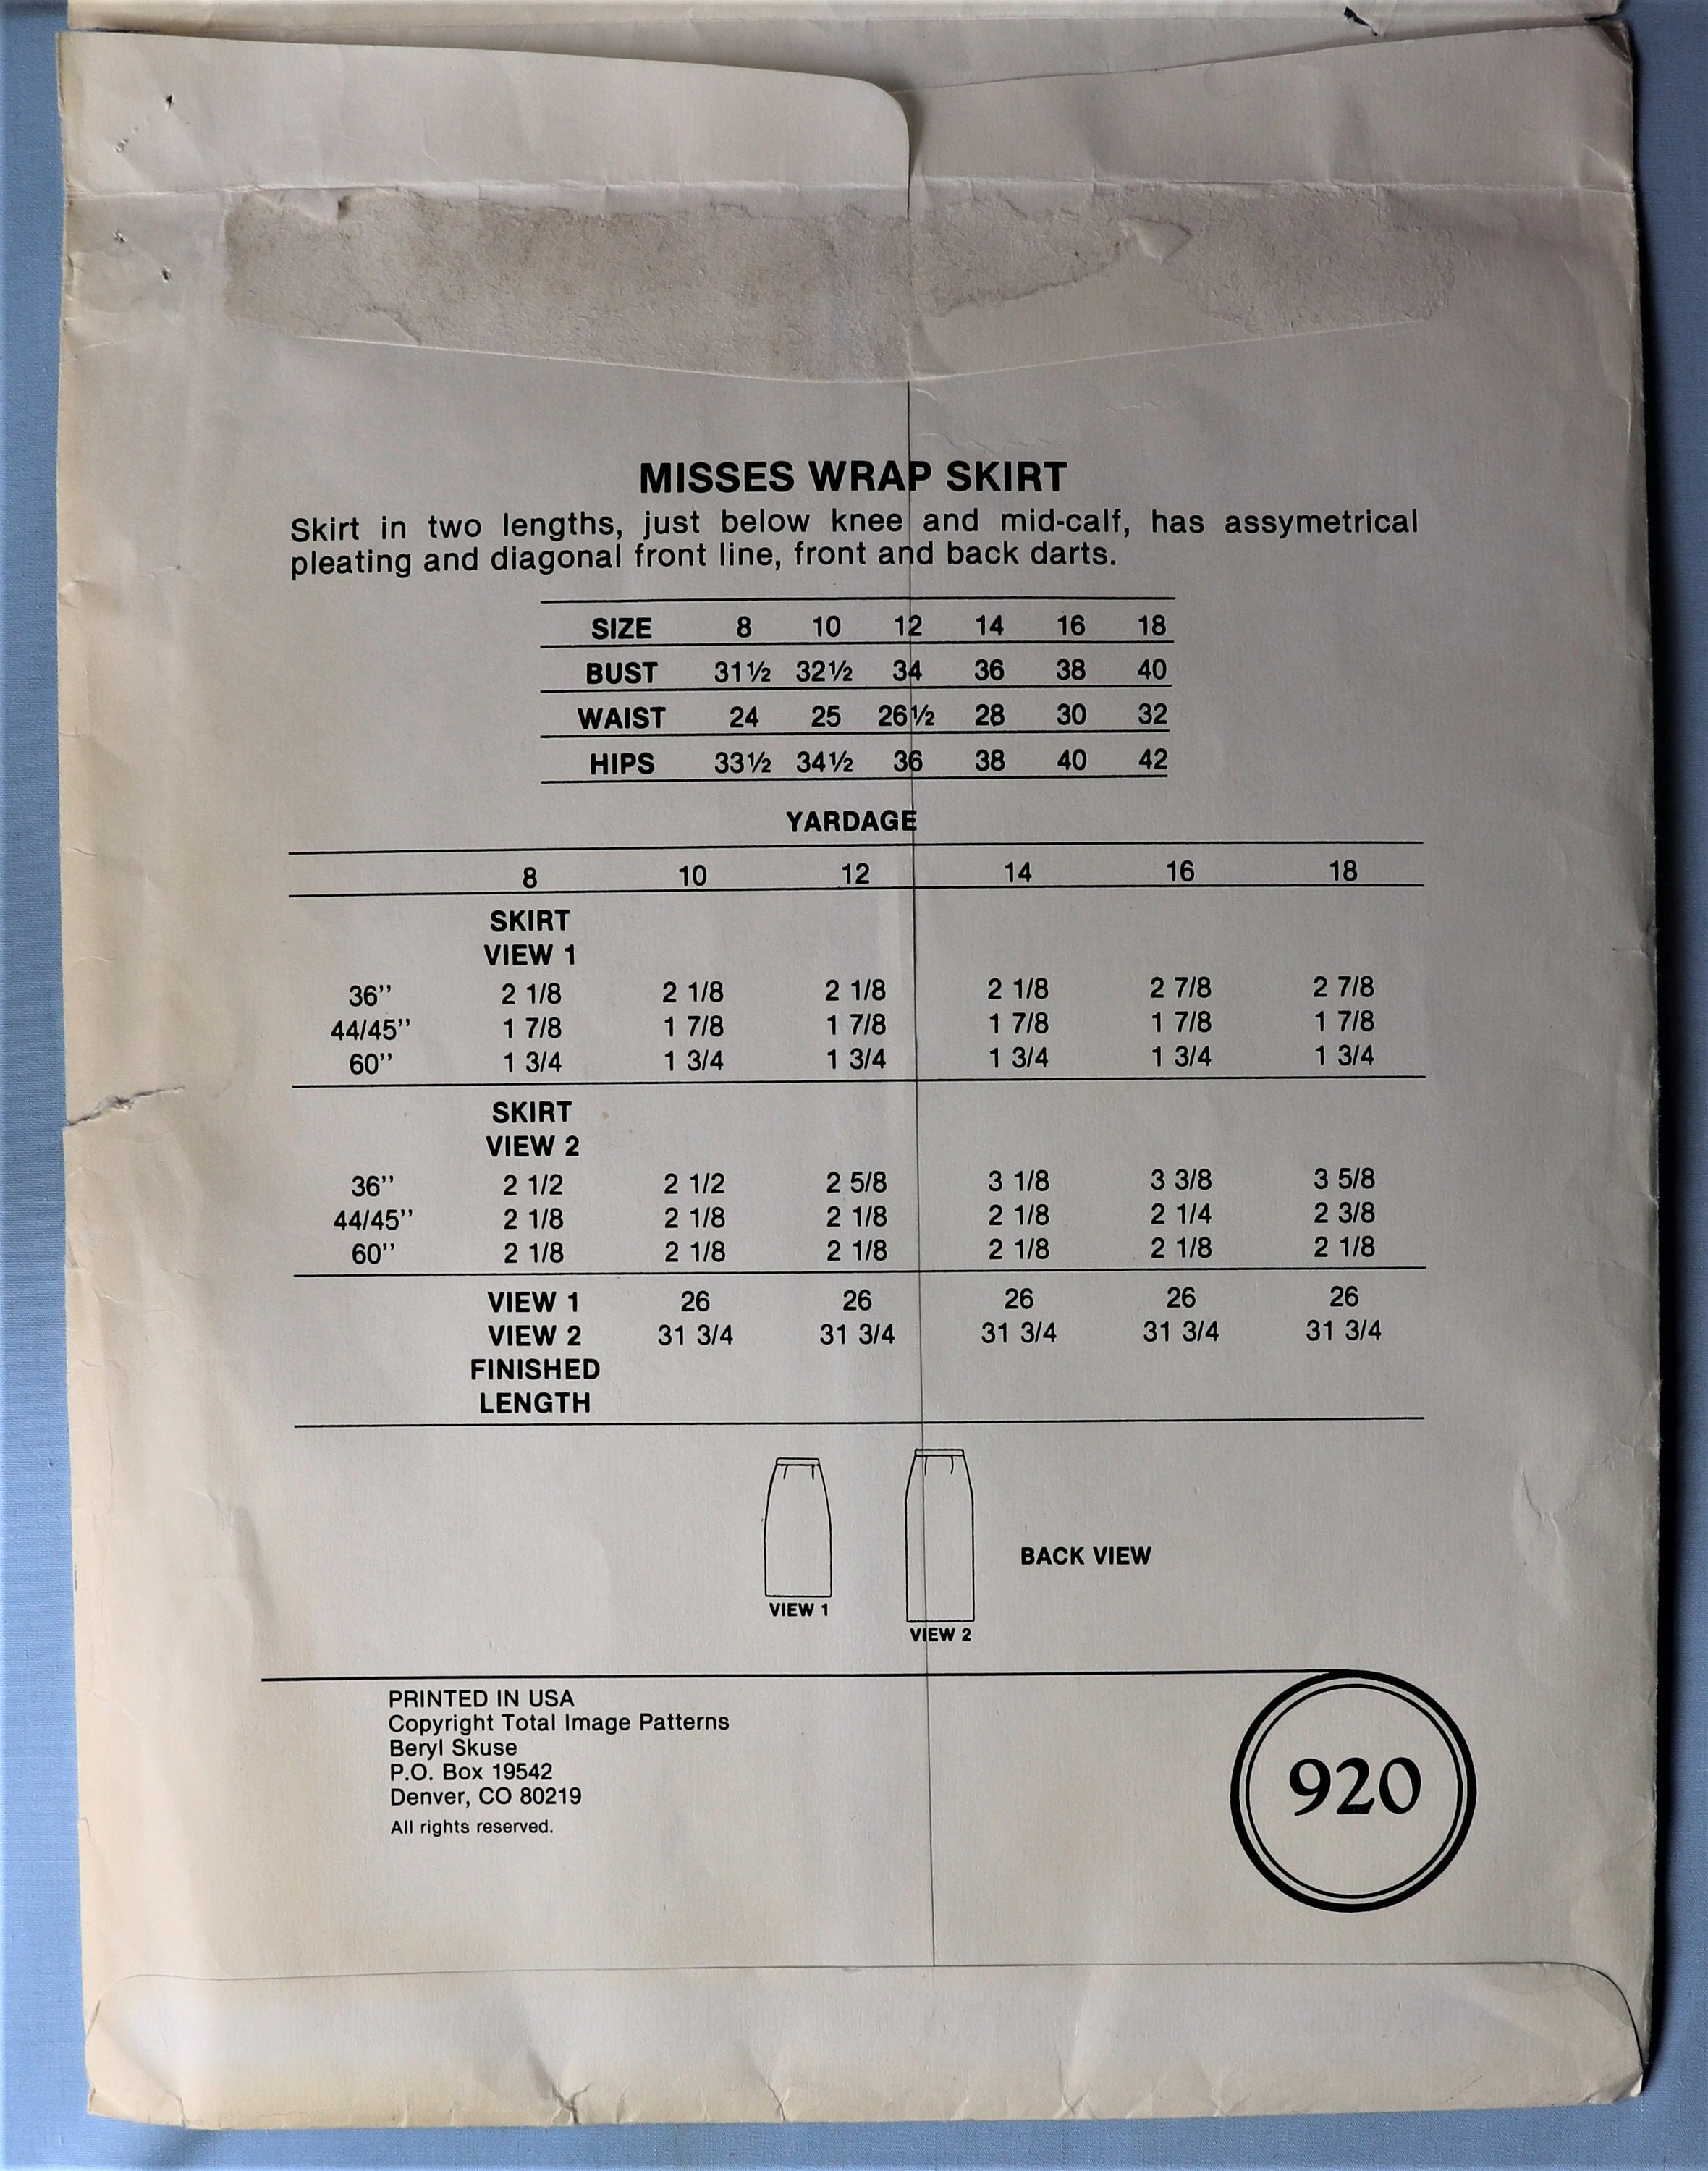 MISSES WRAP SKIRT
Skirt in two lengths, just below knee and mid-calf, has assymetrical
pleating and diagonal front line, front and back darts.
SIZE 8 10 12 14 16 18
BUST 31½ 32½ 34 36 38 40
WAIST 24 25 26½ 28 30 32
HIPS 33½ 34½ 36 38 40 42
YARDAGE
8 10 12 14 16 18
SKIRT
VIEW 1
36’’ 2 1/8 2 1/8 2 1/8 2 1/8 2 7/8 2 7/8
44/45’’ 1 7/8 1 7/8 1 7/8 1 7/8 1 7/8 1 7/8
60’’ 1 3/4 1 3/4 1 3/4 1 3/4 1 3/4 1 3/4
SKIRT
VIEW 2
36’’ 2 1/2 2 1/2 2 5/8 3 1/8 3 3/8 3 5/8
44/45’’ 2 1/8 2 1/8 2 1/8 2 1/8 2 1/4 2 3/8
60’’ 2 1/8 2 1/8 2 1/8 2 1/8 2 1/8 2 1/8
VIEW 1 26 26 26 26 26
VIEW 2 31 3/4 31 3/4 31 3/4 31 3/4 31 3/4
FINISHED
LENGTH
BACK VIEW
VIEW 1
VIEW 2
PRINTED IN USA
Copyright Total Image Patterns
Beryl Skuse
P.O. Box 19542
Denver, CO 80219
All rights reserved.
920